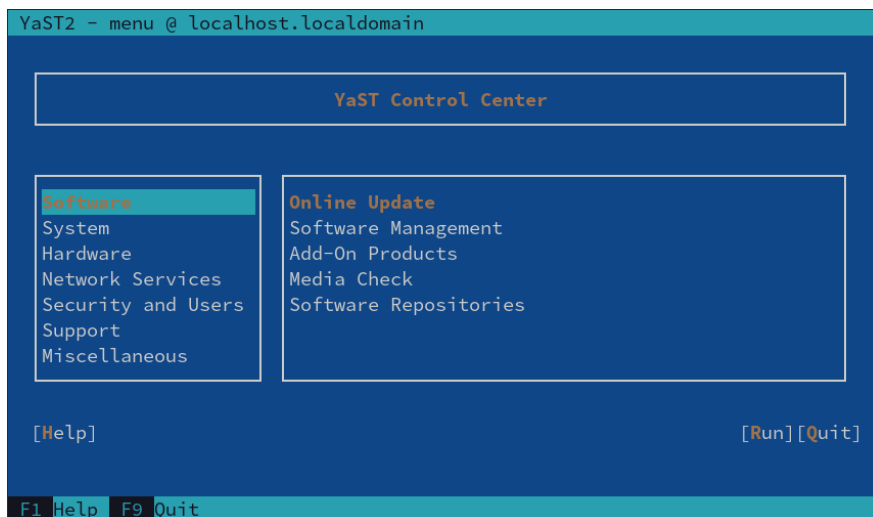 YaST2 - menu @ localhost.localdomain
YaST Control Center
Software
System
Hardware
Network Services
Security and Users
Support
Miscellaneous
Online Update
Software Management
Add-On Products
Media Check
Software Repositories
[Help]
[Run][Quit]
F1 Help F9 Quit